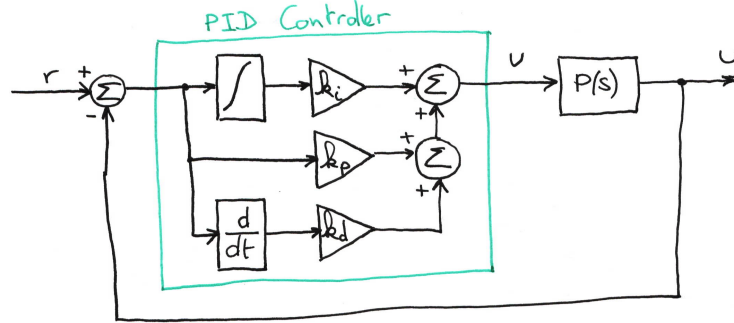 PID Controller
r
+
Σ
-
∫
ki
+
Σ
+
u
P(s)
kp
+
Σ
+
d
dt
kd